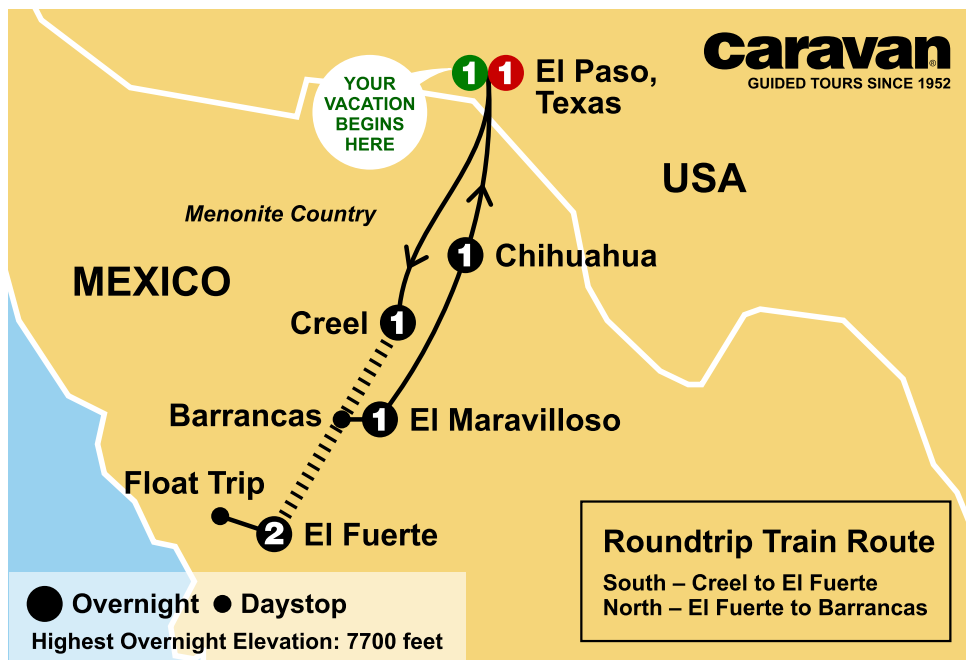 caravan®
GUIDED TOURS SINCE 1952
YOUR
VACATION
BEGINS
HERE
1
1
El Paso,
Texas
USA
Menonite Country
MEXICO
1
Chihuahua
Creel
1
Barrancas
1
El Maravilloso
Float Trip
2
El Fuerte
Roundtrip Train Route
South – Creel to El Fuerte
North – El Fuerte to Barrancas
Overnight
Daystop
Highest Overnight Elevation: 7700 feet